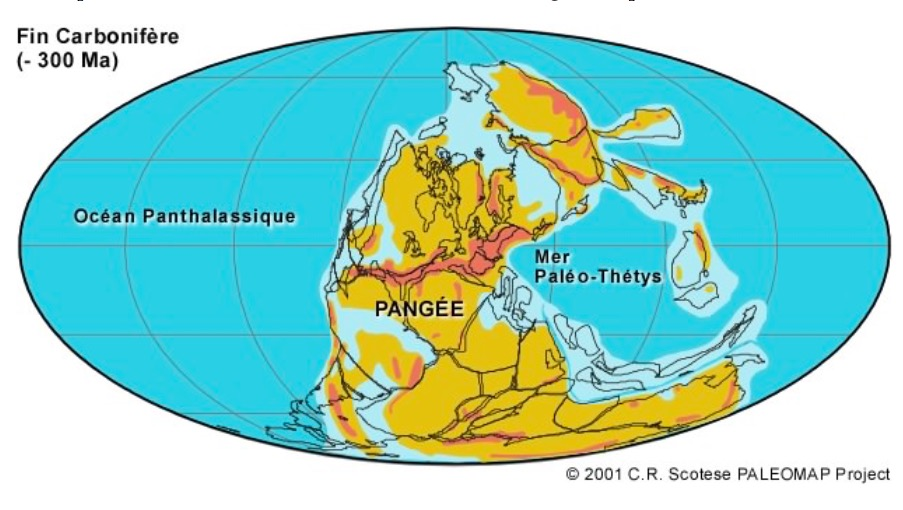 Fin Carbonifère
(- 300 Ma)
Océan Panthalassique
Mer
Paléo-Thétys
PANGÉE
© 2001 C.R. Scotese PALEOMAP Project